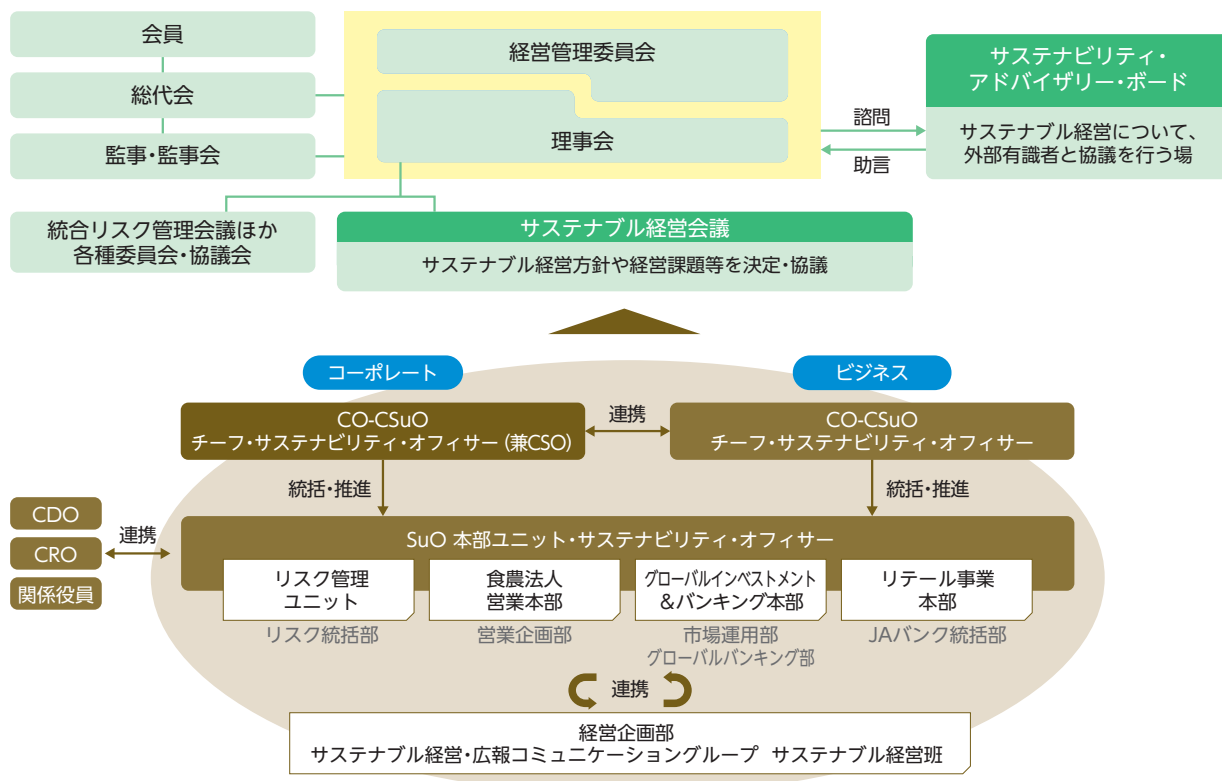 会員
総代会
監事・監事会
経営管理委員会
理事会
諮問
助言
サステナビリティ・
アドバイザリー・ボード
サステナブル経営について、
外部有識者と協議を行う場
統合リスク管理会議ほか
各種委員会・協議会
サステナブル経営会議
サステナブル経営方針や経営課題等を決定・協議
コーポレート
ビジネス
CO-CSuO
チーフ・サステナビリティ・オフィサー（兼CSO）
連携
CO-CSuO
チーフ・サステナビリティ・オフィサー
統括・推進
統括・推進
CDO
CRO
関係役員
連携
SuO 本部ユニット・サステナビリティ・オフィサー
リスク管理
ユニット
リスク統括部
食農法人
営業本部
営業企画部
グローバルインベストメント
＆バンキング本部
市場運用部
グローバルバンキング部
リテール事業
本部
JAバンク統括部
連携
経営企画部
サステナブル経営・広報コミュニケーショングループ サステナブル経営班